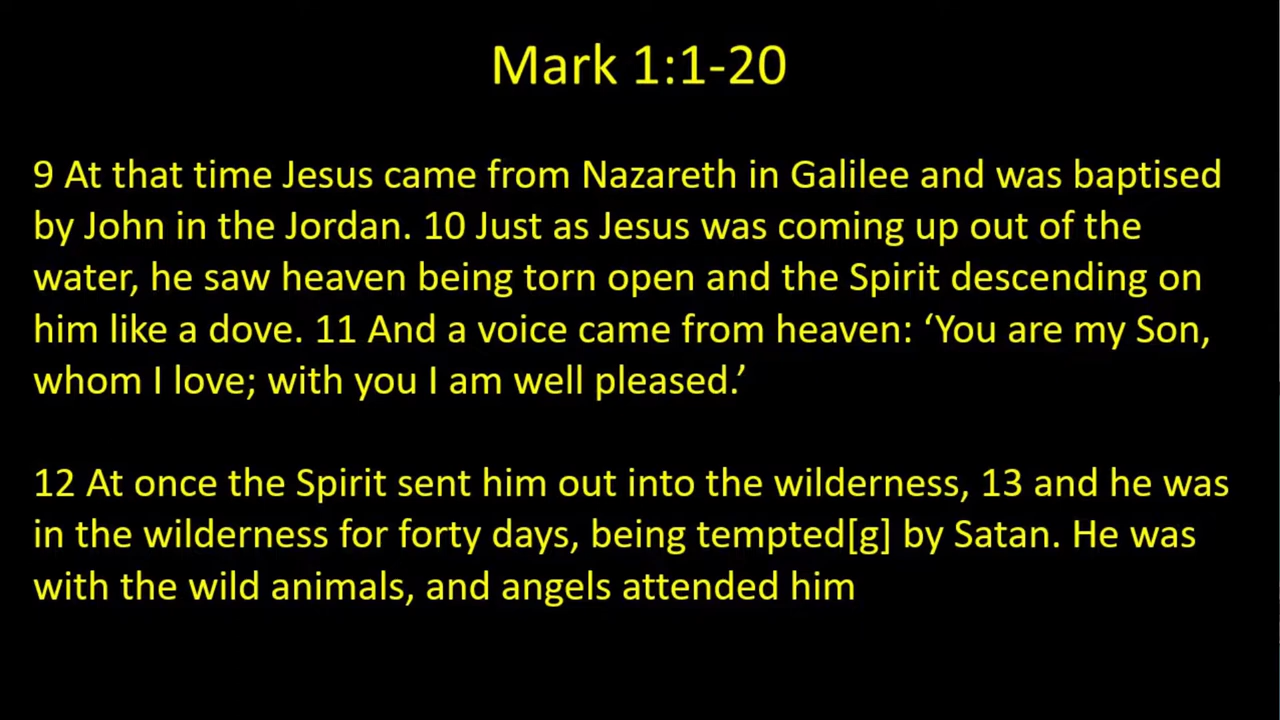 Mark 1:1-20
9 At that time Jesus came from Nazareth in Galilee and was baptised
by John in the Jordan. 10 Just as Jesus was coming up out of the
water, he saw heaven being torn open and the Spirit descending on
him like a dove. 11 And a voice came from heaven: ‘You are my Son,
whom I love; with you I am well pleased.’
12 At once the Spirit sent him out into the wilderness, 13 and he was
in the wilderness for forty days, being tempted[g] by Satan. He was
with the wild animals, and angels attended him